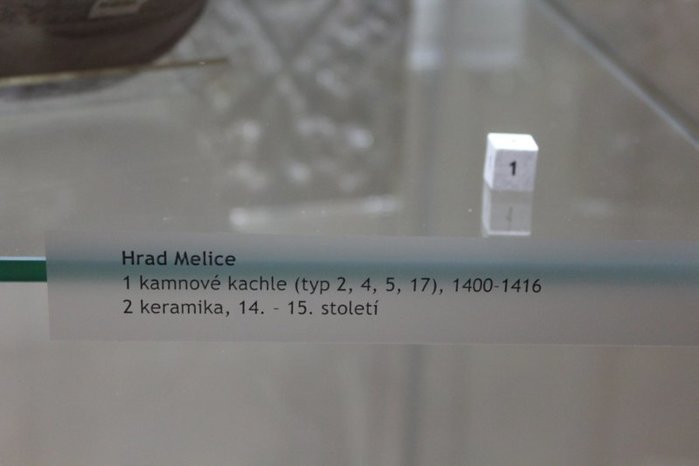 1
Hrad Melice
1 kamnové kachle (typ 2, 4, 5, 17), 1400-1416
2 keramika, 14. - 15. století